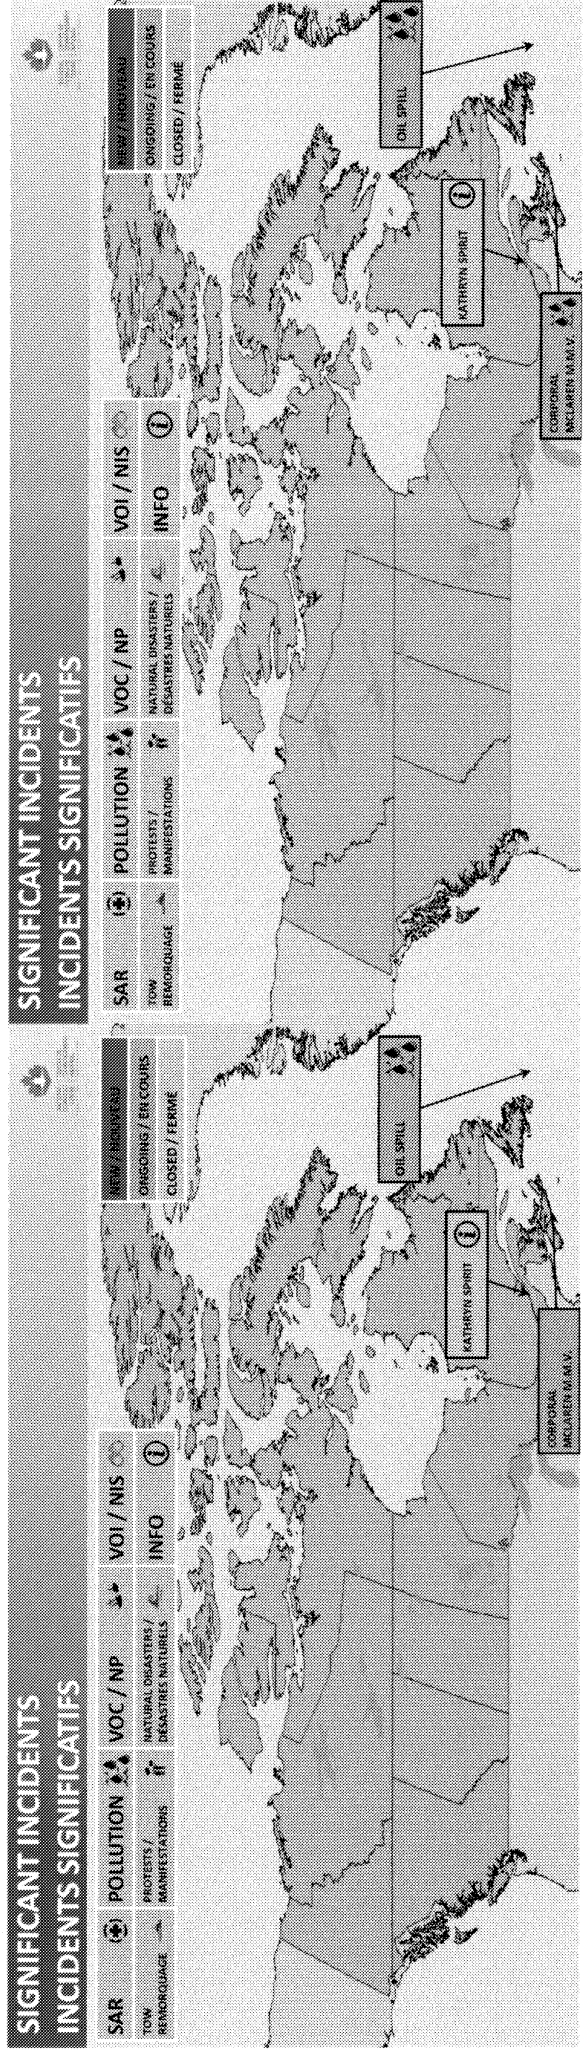 SIGNIFICANT INCIDENTS
INCIDENTS SIGNIFICATIFS
SAR
POLLUTION
VOC / NP
VOI / NIS
TOW
REMORQUAGE
PROTESTS /
MANIFESTATIONS
NATURAL DISASTERS /
DÉSASTRES NATURELS
INFO
NEW / NOUVEAU
ONGOING / EN COURS
CLOSED / FERMÉ
OIL SPILL
KATHRYN SPIRIT
CORPORAL
MCLAREN M.M.V.
SIGNIFICANT INCIDENTS
INCIDENTS SIGNIFICATIFS
SAR
POLLUTION
VOC / NP
VOI / NIS
TOW
REMORQUAGE
PROTESTS /
MANIFESTATIONS
NATURAL DISASTERS /
DÉSASTRES NATURELS
INFO
NEW / NOUVEAU
ONGOING / EN COURS
CLOSED / FERMÉ
OIL SPILL
KATHRYN SPIRIT
CORPORAL
MCLAREN M.M.V.